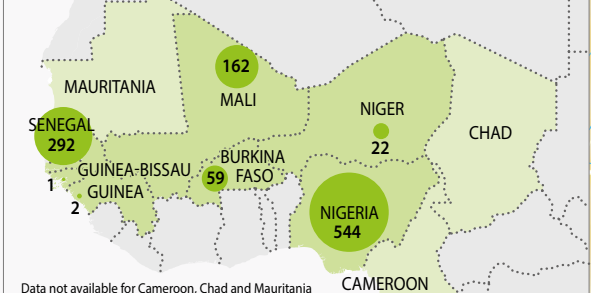 162
MAURITANIA
MALI
NIGER
SENEGAL
292
CHAD
22
BURKINA
FASO
GUINEA-BISSAU
59
1
GUINEA
2
NIGERIA
544
CAMEROON
Data not available for Cameroon, Chad and Mauritania